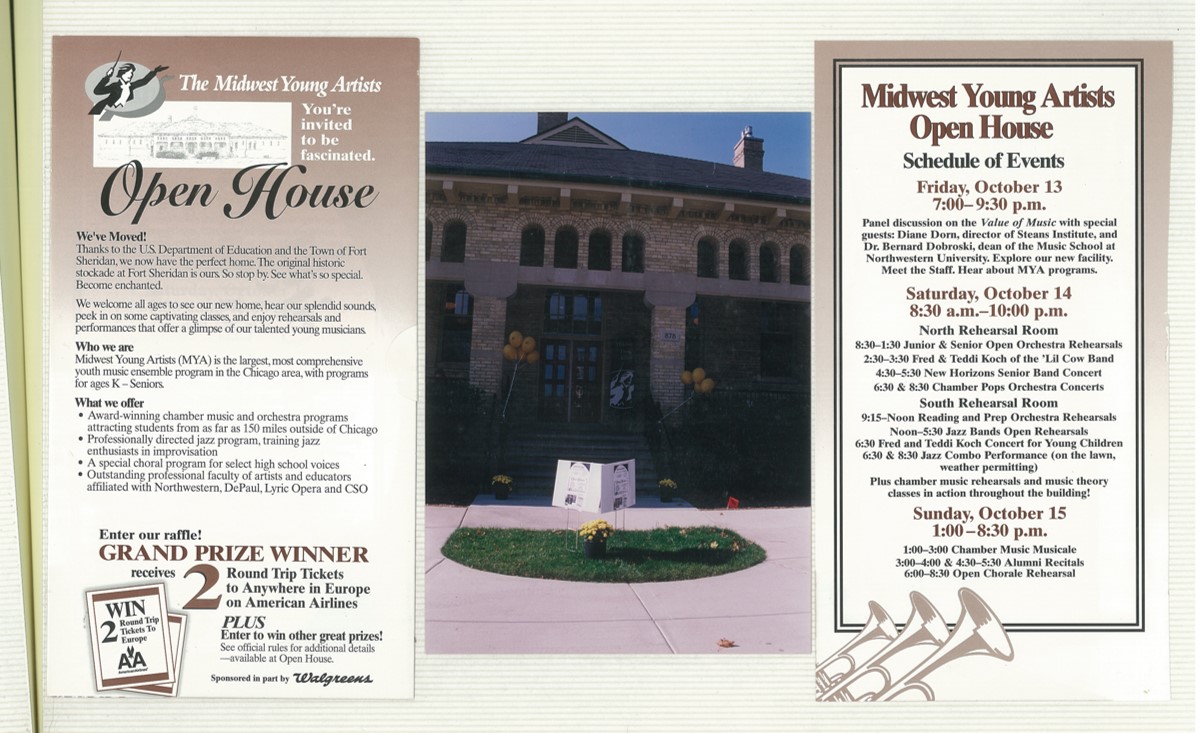 The Midwest Young Artists
You're
invited
to be
fascinated.
Open House
We've Moved!
Thanks to the U.S. Department of Education and the Town of Fort
Sheridan, we now have the perfect home. The original historic
stockade at Fort Sheridan is ours. So stop by. See what's so special.
Become enchanted.
We welcome all ages to see our new home, hear our splendid sounds,
peek in on some captivating classes, and enjoy rehearsals and
performances that offer a glimpse of our talented young musicians.
Who we are
Midwest Young Artists (MYA) is the largest, most comprehensive
youth music ensemble program in the Chicago area, with programs
for ages K – Seniors.
What we offer
• Award-winning chamber music and orchestra programs
attracting students from as far as 150 miles outside of Chicago
• Professionally directed jazz program, training jazz
enthusiasts in improvisation
• A special choral program for select high school voices
• Outstanding professional faculty of artists and educators
affiliated with Northwestern, DePaul, Lyric Opera and CSO
Enter our raffle!
GRAND PRIZE WINNER
receives 2 Round Trip Tickets
to Anywhere in Europe
on American Airlines
PLUS
Enter to win other great prizes!
See official rules for additional details
—available at Open House.
Sponsored in part by Walgreens
WIN
2 Round Trip
Tickets To
Europe
AA
AmericanAirlines
878
Midwest Young Artists
Open House
Schedule of Events
Friday, October 13
7:00– 9:30 p.m.
Panel discussion on the Value of Music with special
guests: Diane Dorn, director of Steans Institute, and
Dr. Bernard Dobroski, dean of the Music School at
Northwestern University. Explore our new facility.
Meet the Staff. Hear about MYA programs.
Saturday, October 14
8:30 a.m.–10:00 p.m.
North Rehearsal Room
8:30–1:30 Junior & Senior Open Orchestra Rehearsals
2:30–3:30 Fred & Teddi Koch of the 'Lil Cow Band
4:30–5:30 New Horizons Senior Band Concert
6:30 & 8:30 Chamber Pops Orchestra Concerts
South Rehearsal Room
9:15–Noon Reading and Prep Orchestra Rehearsals
Noon–5:30 Jazz Bands Open Rehearsals
6:30 Fred and Teddi Koch Concert for Young Children
6:30 & 8:30 Jazz Combo Performance (on the lawn,
weather permitting)
Plus chamber music rehearsals and music theory
classes in action throughout the building!
Sunday, October 15
1:00 – 8:30 p.m.
1:00–3:00 Chamber Music Musicale
3:00–4:00 & 4:30–5:30 Alumni Recitals
6:00–8:30 Open Chorale Rehearsal